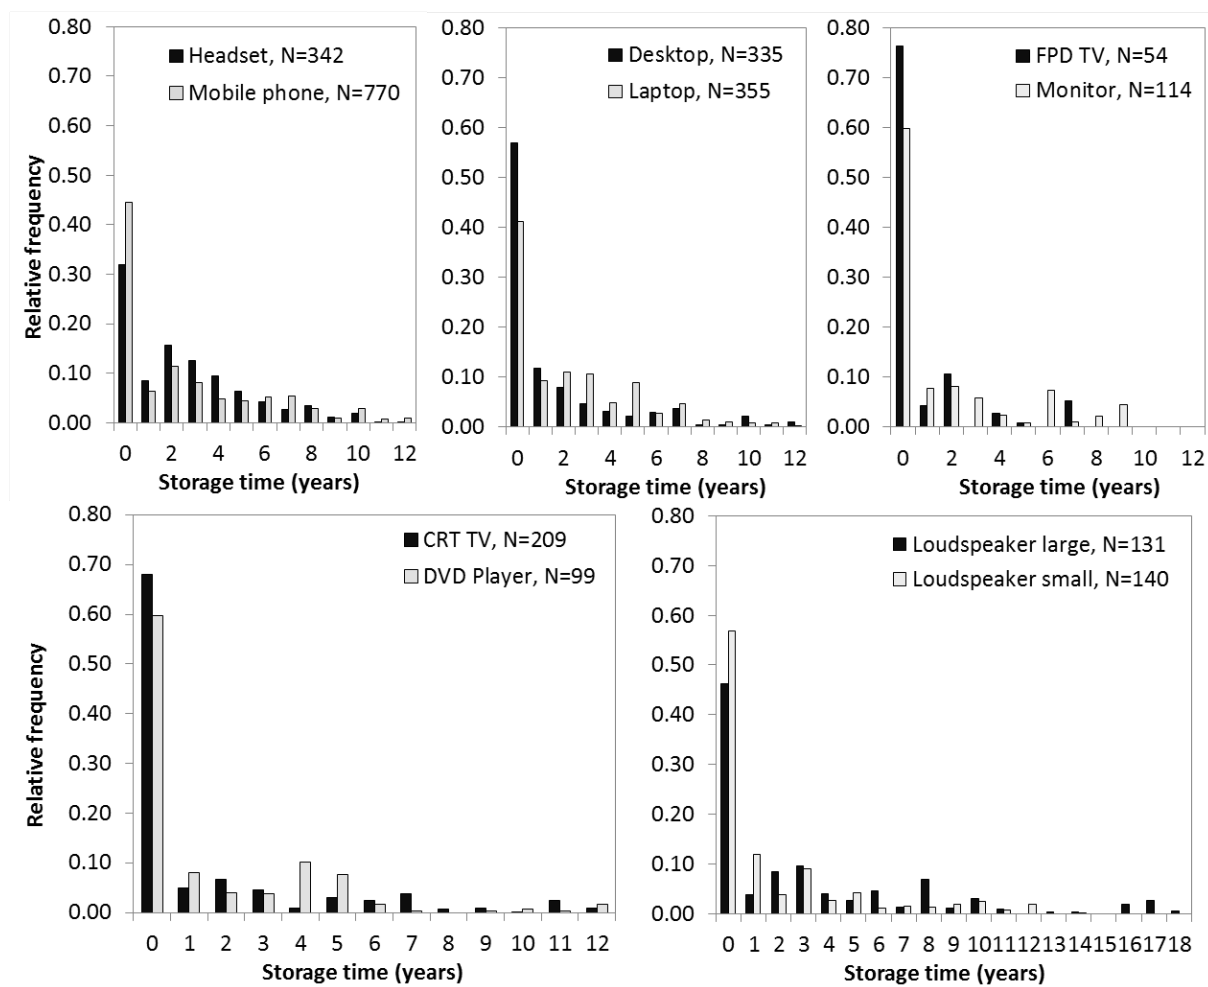 0.80
0.70
0.60
0.50
0.40
0.30
0.20
0.10
0.00
Relative frequency
Headset, N=342
Mobile phone, N=770
0 2 4 6 8 10 12
Storage time (years)
0.80
0.70
0.60
0.50
0.40
0.30
0.20
0.10
0.00
Desktop, N=335
Laptop, N=355
0 2 4 6 8 10 12
Storage time (years)
0.80
0.70
0.60
0.50
0.40
0.30
0.20
0.10
0.00
FPD TV, N=54
Monitor, N=114
0 2 4 6 8 10 12
Storage time (years)
0.80
0.70
0.60
0.50
0.40
0.30
0.20
0.10
0.00
Relative frequency
CRT TV, N=209
DVD Player, N=99
0 1 2 3 4 5 6 7 8 9 10 11 12
Storage time (years)
0.80
0.70
0.60
0.50
0.40
0.30
0.20
0.10
0.00
Loudspeaker large, N=131
Loudspeaker small, N=140
0 1 2 3 4 5 6 7 8 9 10 11 12 13 14 15 16 17 18
Storage time (years)